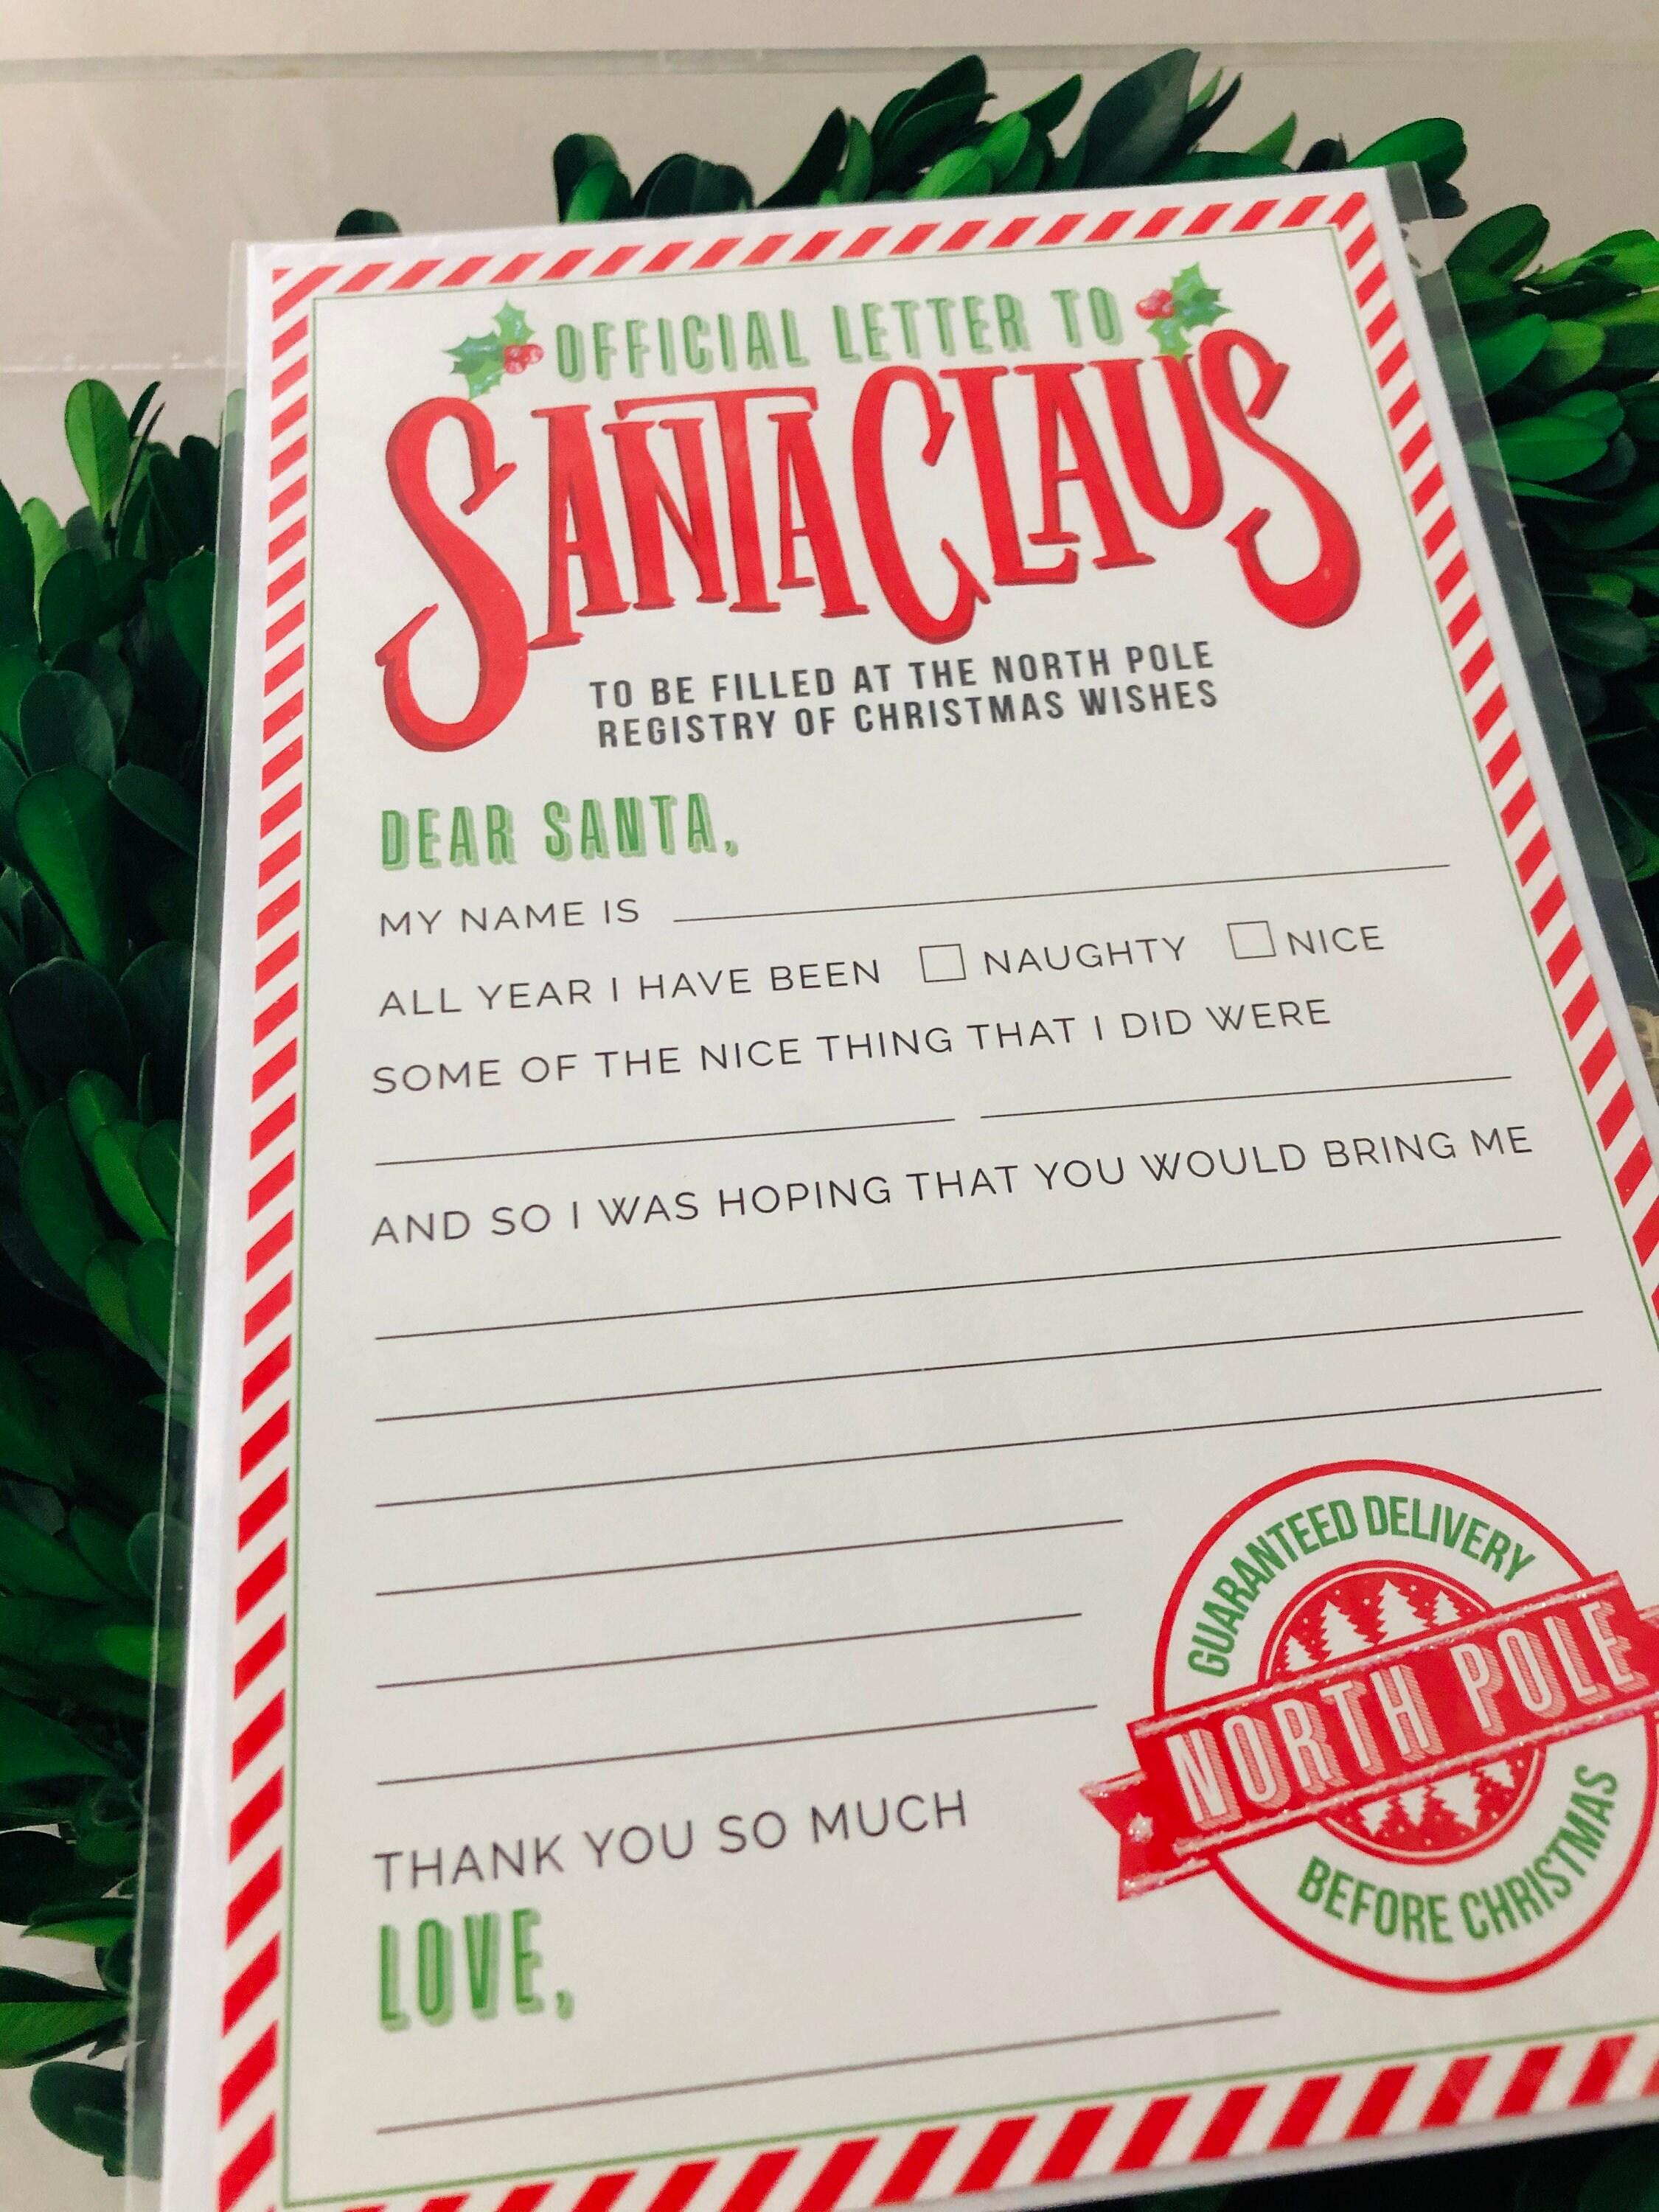 OFFICIAL LETTER TO
SANTA CLAUS
TO BE FILLED AT THE NORTH POLE
REGISTRY OF CHRISTMAS WISHES
DEAR SANTA,
MY NAME IS
ALL YEAR I HAVE BEEN NAUGHTY NICE
SOME OF THE NICE THING THAT I DID WERE
AND SO I WAS HOPING THAT YOU WOULD BRING ME
GUARANTEED DELIVERY
NORTH POLE
BEFORE CHRISTMAS
THANK YOU SO MUCH
LOVE,